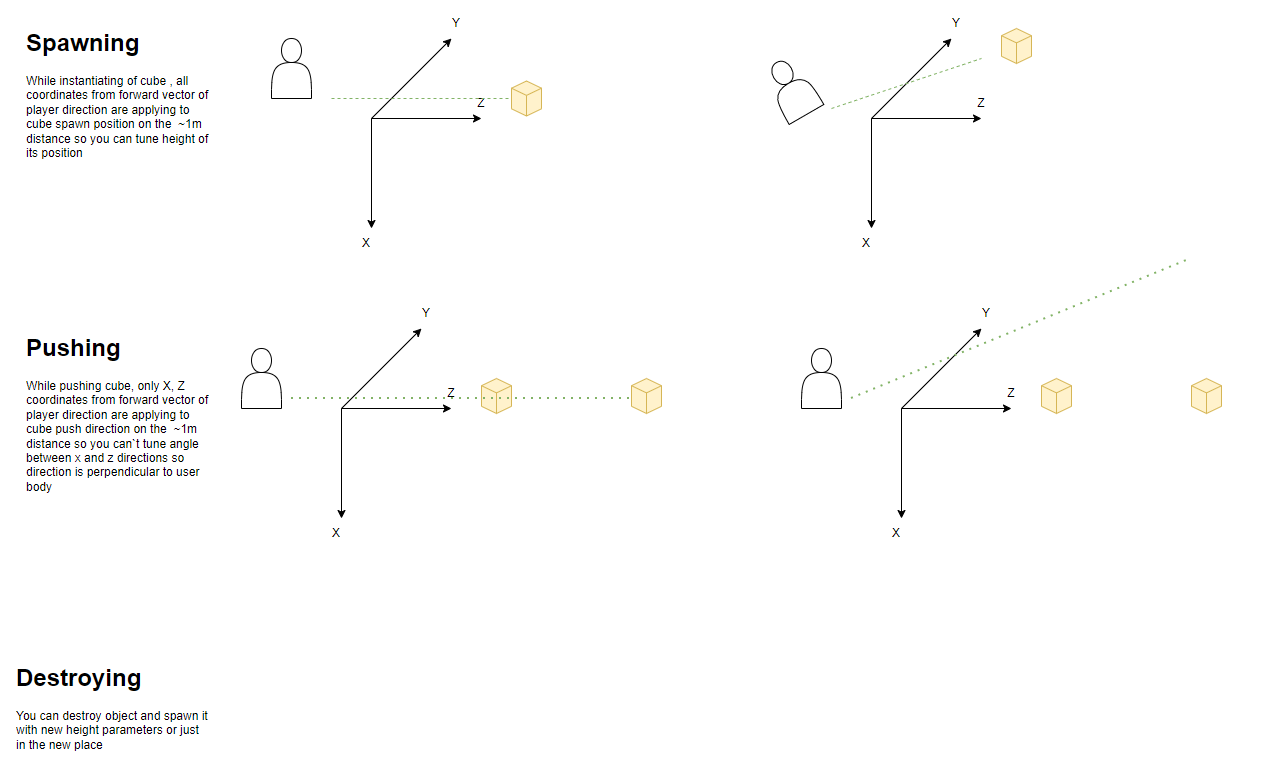 Spawning
While instantiating of cube , all
coordinates from forward vector of
player direction are applying to
cube spawn position on the  ~1m
distance so you can tune height of
its position
Y
Z
X
Y
Z
X
Pushing
While pushing cube, only X, Z
coordinates from forward vector of
player direction are applying to
cube push direction on the  ~1m
distance so you can`t tune angle
between x and z directions so
direction is perpendicular to user
body
Y
Z
X
Y
Z
X
Destroying
You can destroy object and spawn it
with new height parameters or just
in the new place